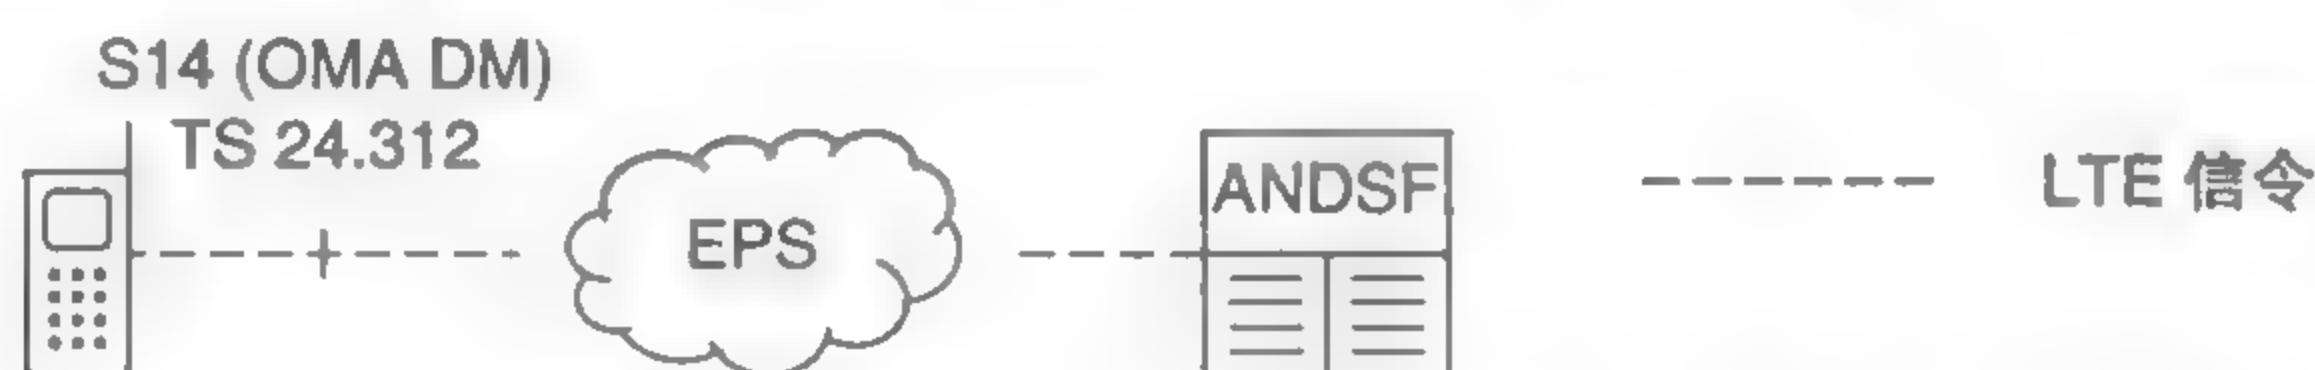 S14 (OMA DM)
TS 24.312
EPS
ANDSF
LTE 信令